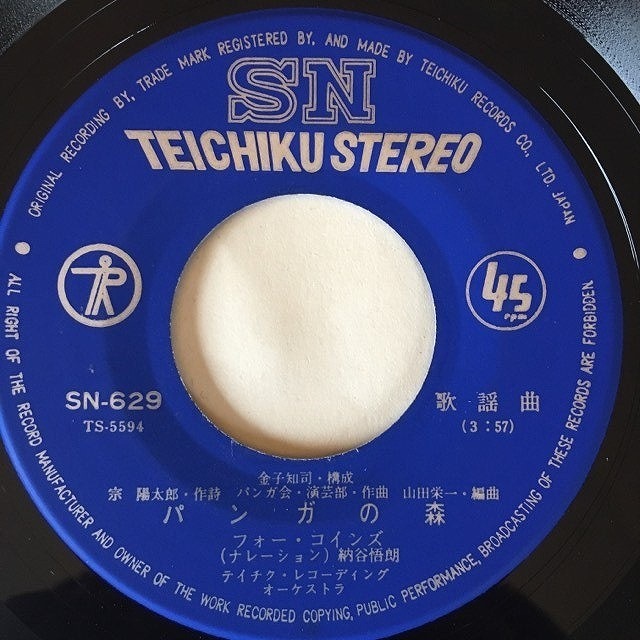 ORIGINAL RECORDING BY, TRADE MARK REGISTERED BY, AND MADE BY TEICHIKU RECORDS CO., LTD. JAPAN
SN
TEICHIKU STEREO
45
rpm
SN-629
TS-5594
歌謡曲
(3:57)
金子知司・構成
宗 陽太郎・作詩 パンガ会・演芸部・作曲 山田栄一・編曲
パンガの森
フォー・コインズ
(ナレーション)納谷悟朗
テイチク・レコーディング
オーケストラ
ALL RIGHT OF THE RECORD MANUFACTURER AND OWNER OF THE WORK RECORDED COPYING, PUBLIC PERFORMANCE, BROADCASTING OF THESE RECORDS ARE FORBIDDEN